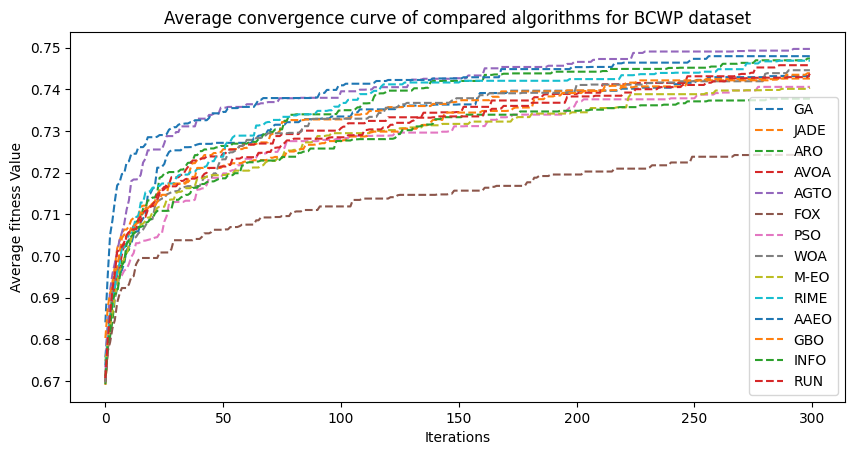 Average convergence curve of compared algorithms for BCWP dataset
Average fitness Value
0.75
0.74
0.73
0.72
0.71
0.70
0.69
0.68
0.67
0 50 100 150 200 250 300
Iterations
GA
JADE
ARO
AVOA
AGTO
FOX
PSO
WOA
M-EO
RIME
AAEO
GBO
INFO
RUN